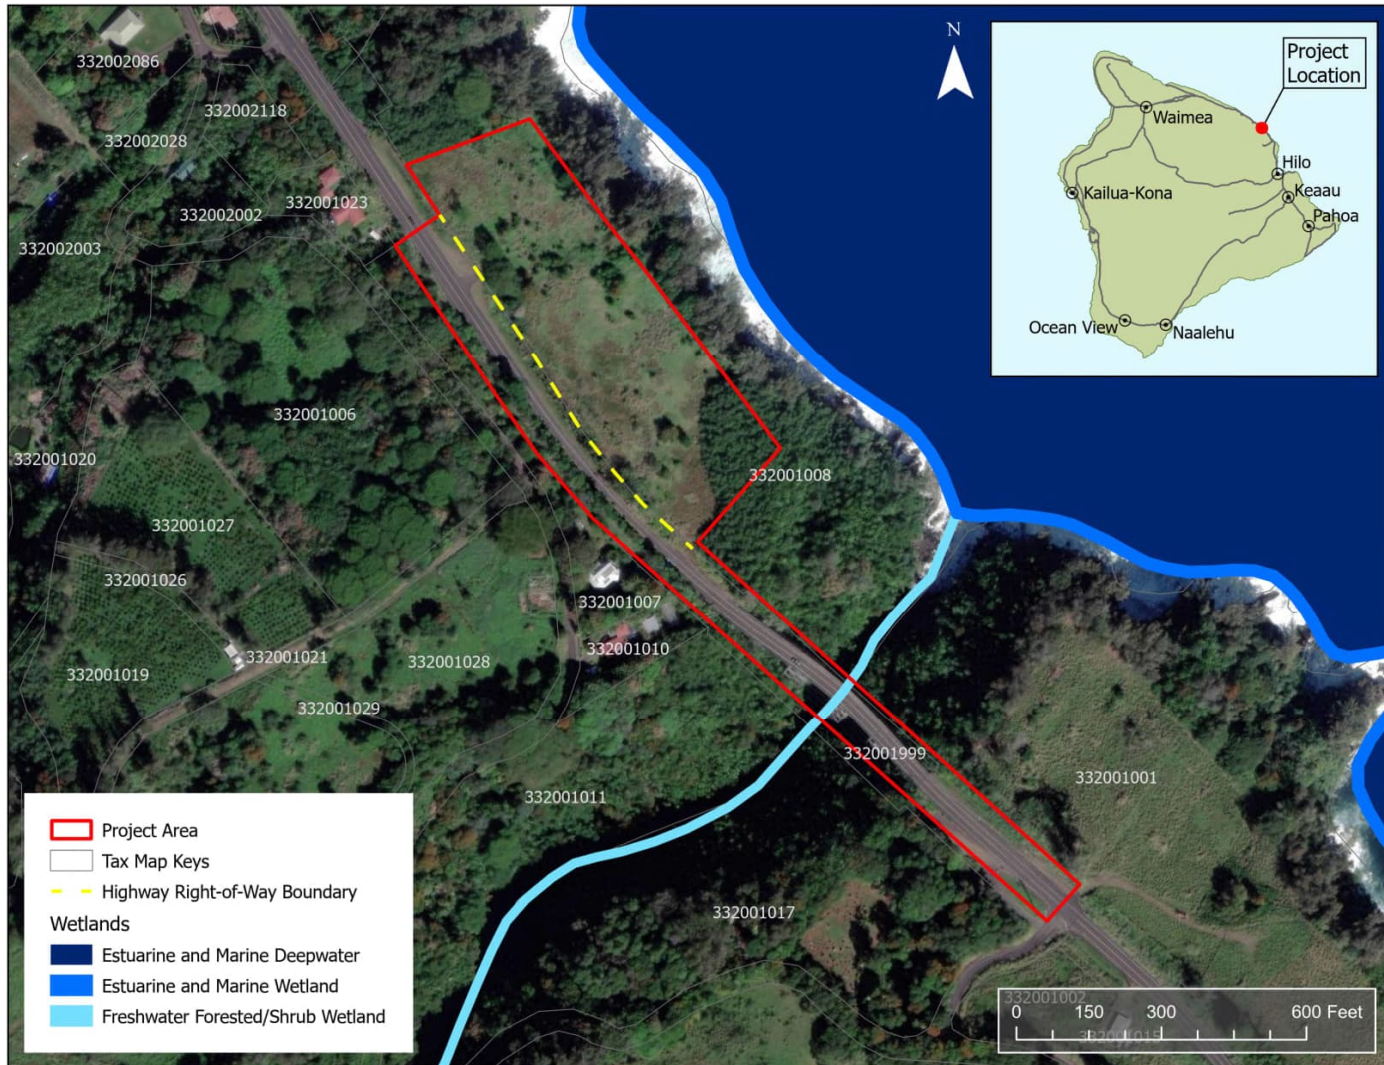 N
Project
Location
Waimea
Hilo
Keaau
Kailua-Kona
Pahoa
Ocean View
Naalehu
332002086
332002118
332002028
332001023
332002002
332002003
332001006
332001020
332001008
332001027
332001026
332001007
332001010
332001021
332001028
332001019
332001029
332001999
332001001
332001011
332001017
332001002
332001015
Project Area
Tax Map Keys
Highway Right-of-Way Boundary
Wetlands
Estuarine and Marine Deepwater
Estuarine and Marine Wetland
Freshwater Forested/Shrub Wetland
0 150 300 600 Feet